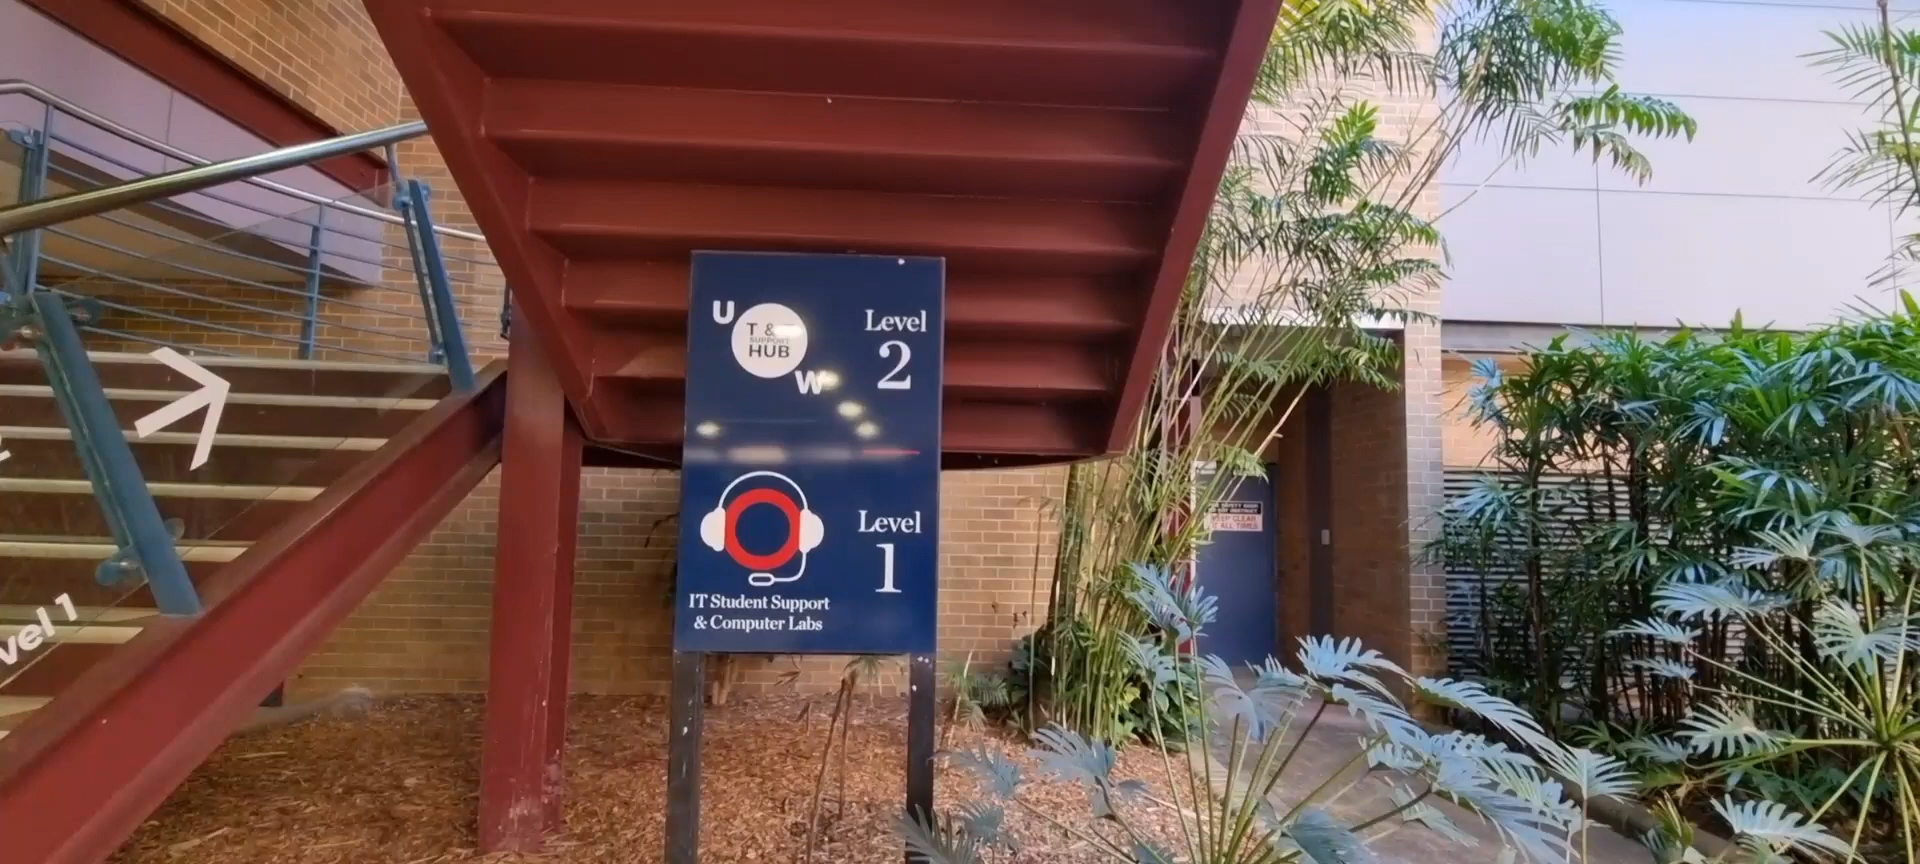 U
T &
SUPPORT
HUB
W
Level
2
Level
1
IT Student Support
& Computer Labs
vel 1
KEEP CLEAR
AT ALL TIMES